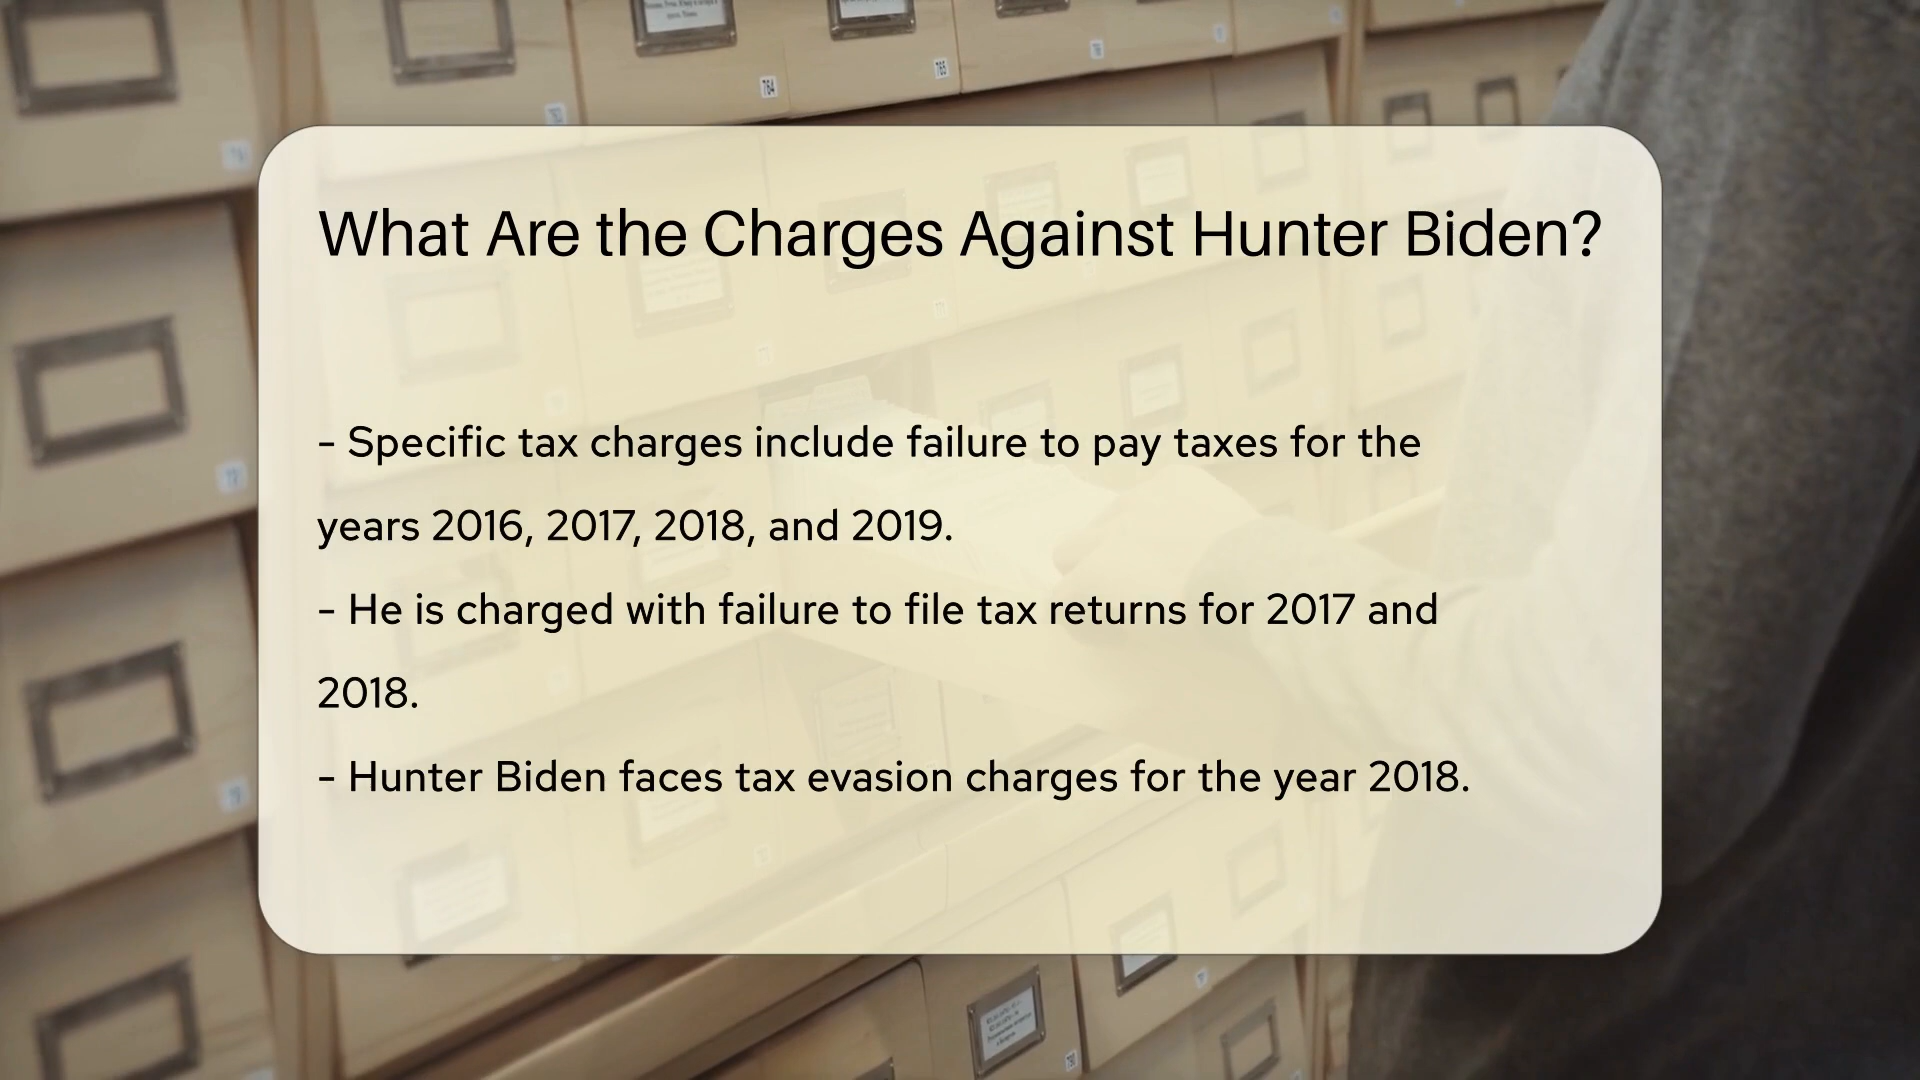 764
765
What Are the Charges Against Hunter Biden?
- Specific tax charges include failure to pay taxes for the
years 2016, 2017, 2018, and 2019.
- He is charged with failure to file tax returns for 2017 and
2018.
- Hunter Biden faces tax evasion charges for the year 2018.